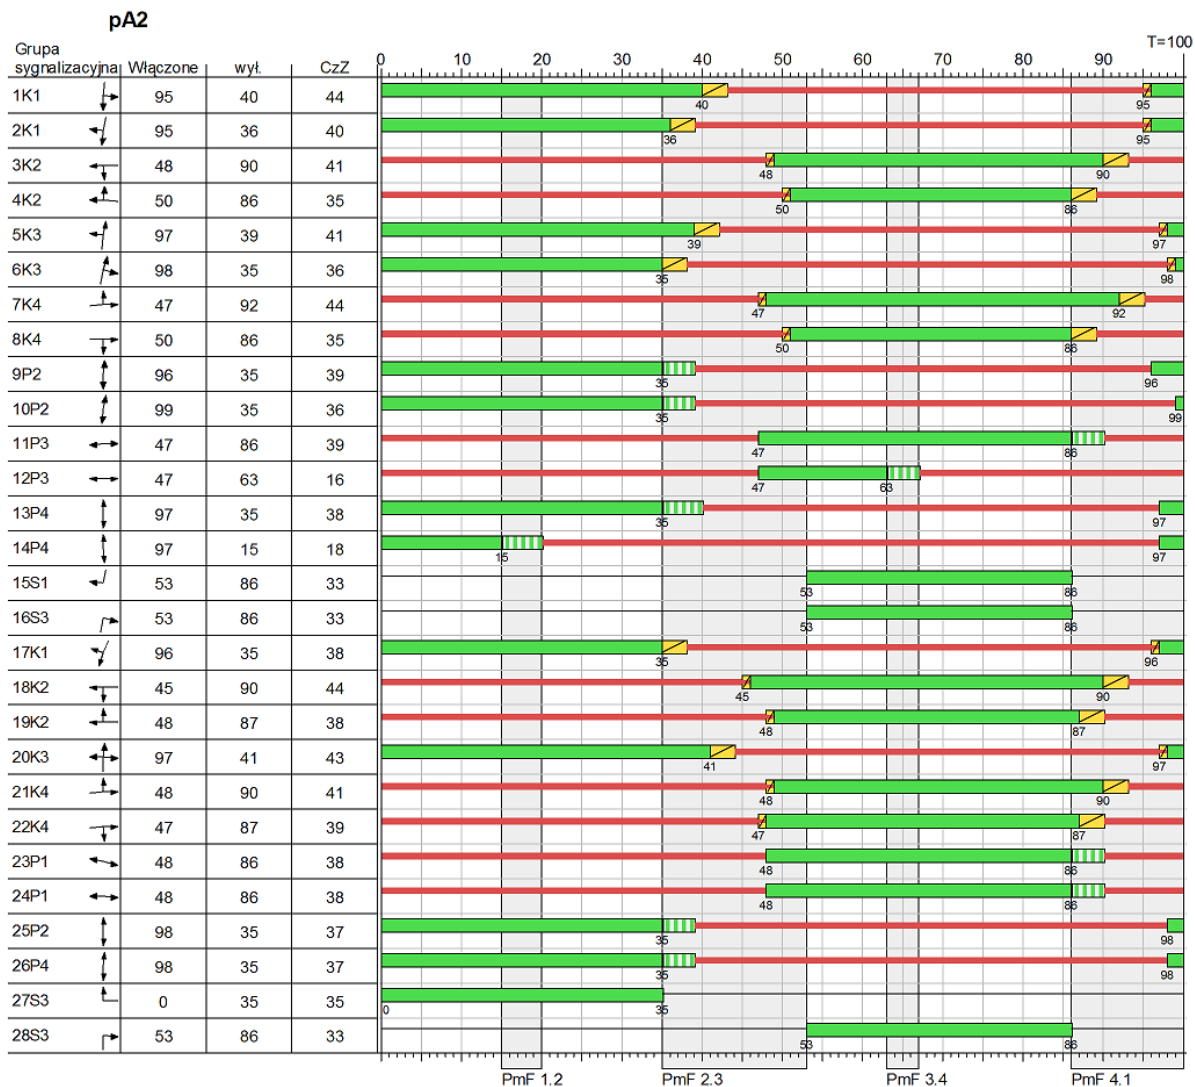 pA2
T=100
Grupa
sygnalizacyjna Włączone wył. CzZ 0 10 20 30 40 50 60 70 80 90
1K1 95 40 44
40 95
2K1 95 36 40
36 95
3K2 48 90 41
48 90
4K2 50 86 35
50 86
5K3 97 39 41
39 97
6K3 98 35 36
35 98
7K4 47 92 44
47 92
8K4 50 86 35
50 86
9P2 96 35 39
35 96
10P2 99 35 36
35 99
11P3 47 86 39
47 86
12P3 47 63 16
47 63
13P4 97 35 38
35 97
14P4 97 15 18
15 97
15S1 53 86 33
53 86
16S3 53 86 33
53 86
17K1 96 35 38
35 96
18K2 45 90 44
45 90
19K2 48 87 38
48 87
20K3 97 41 43
41 97
21K4 48 90 41
48 90
22K4 47 87 39
47 87
23P1 48 86 38
48 86
24P1 48 86 38
48 86
25P2 98 35 37
35 98
26P4 98 35 37
35 98
27S3 0 35 35
0 35
28S3 53 86 33
53 86
PmF 1.2 PmF 2.3 PmF 3.4 PmF 4.1